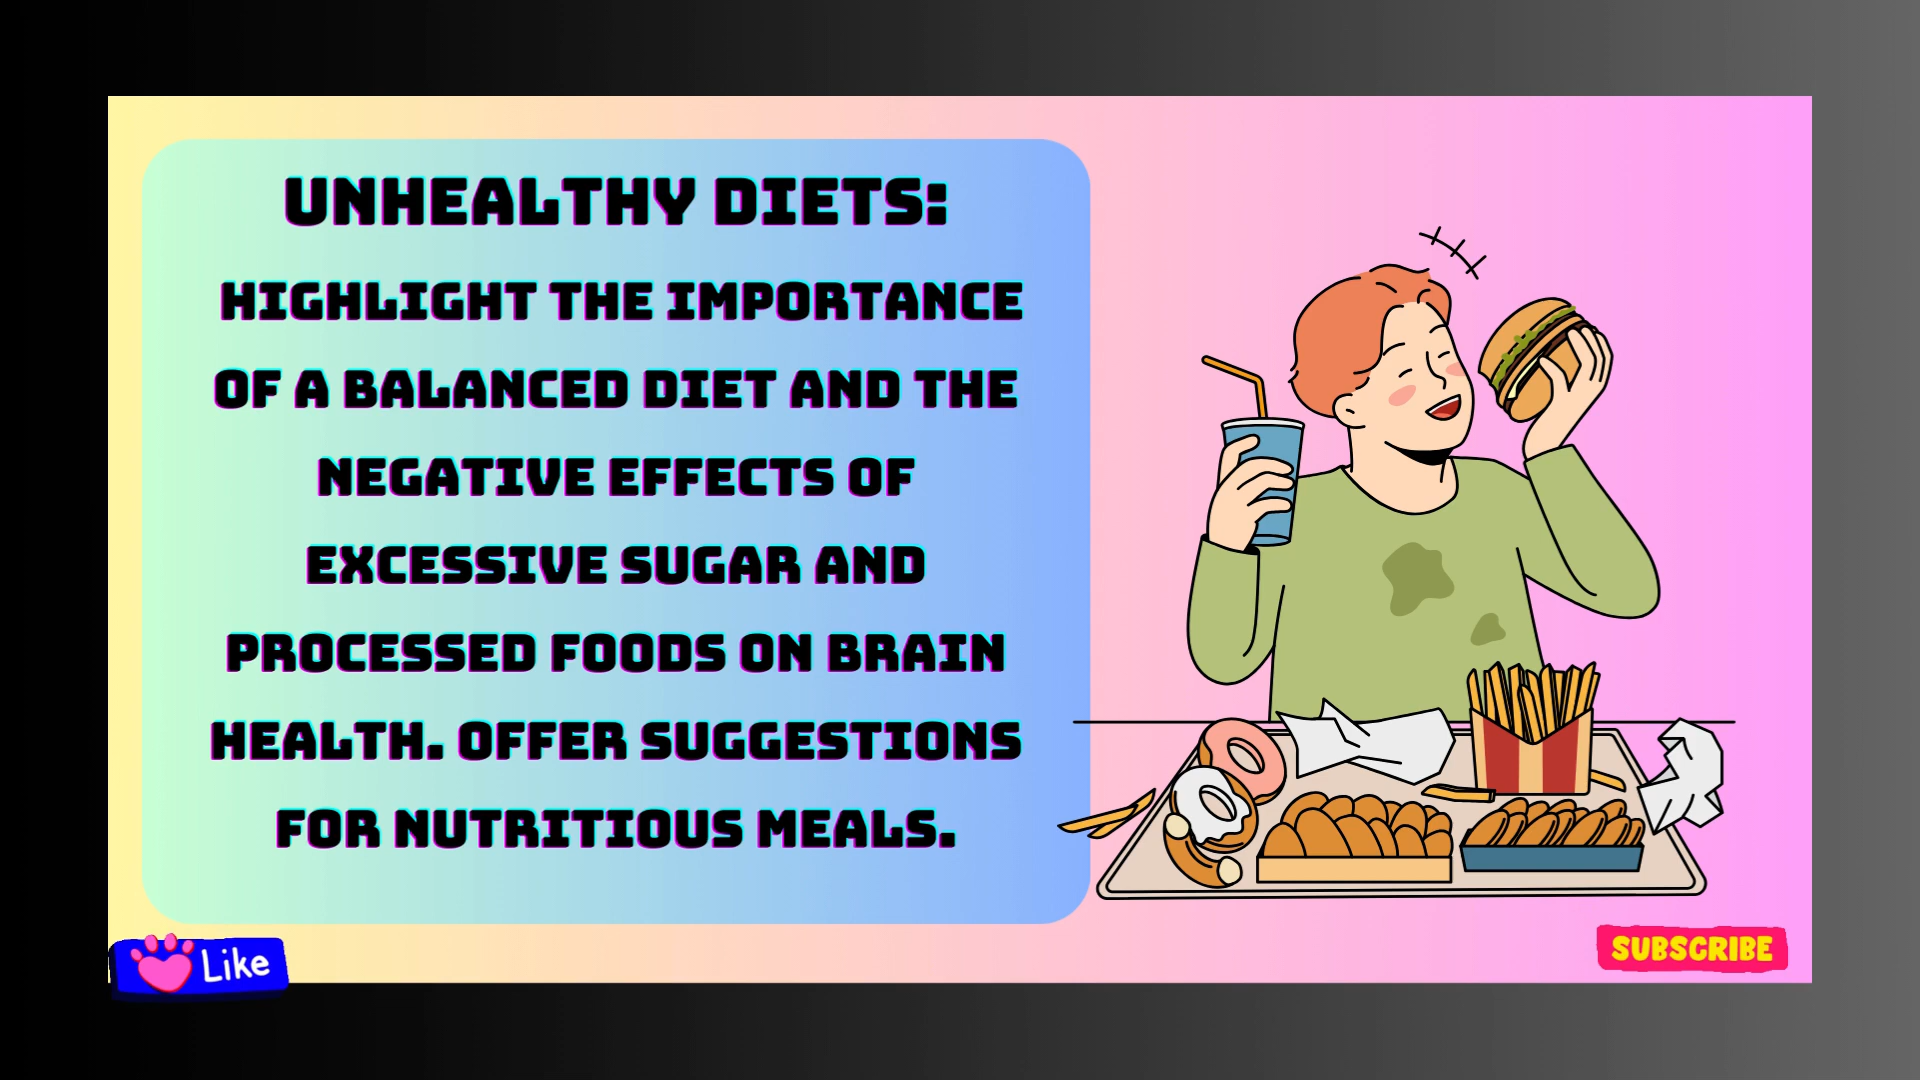 UNHEALTHY DIETS:
HIGHLIGHT THE IMPORTANCE
OF A BALANCED DIET AND THE
NEGATIVE EFFECTS OF
EXCESSIVE SUGAR AND
PROCESSED FOODS ON BRAIN
HEALTH. OFFER SUGGESTIONS
FOR NUTRITIOUS MEALS.
Like
SUBSCRIBE